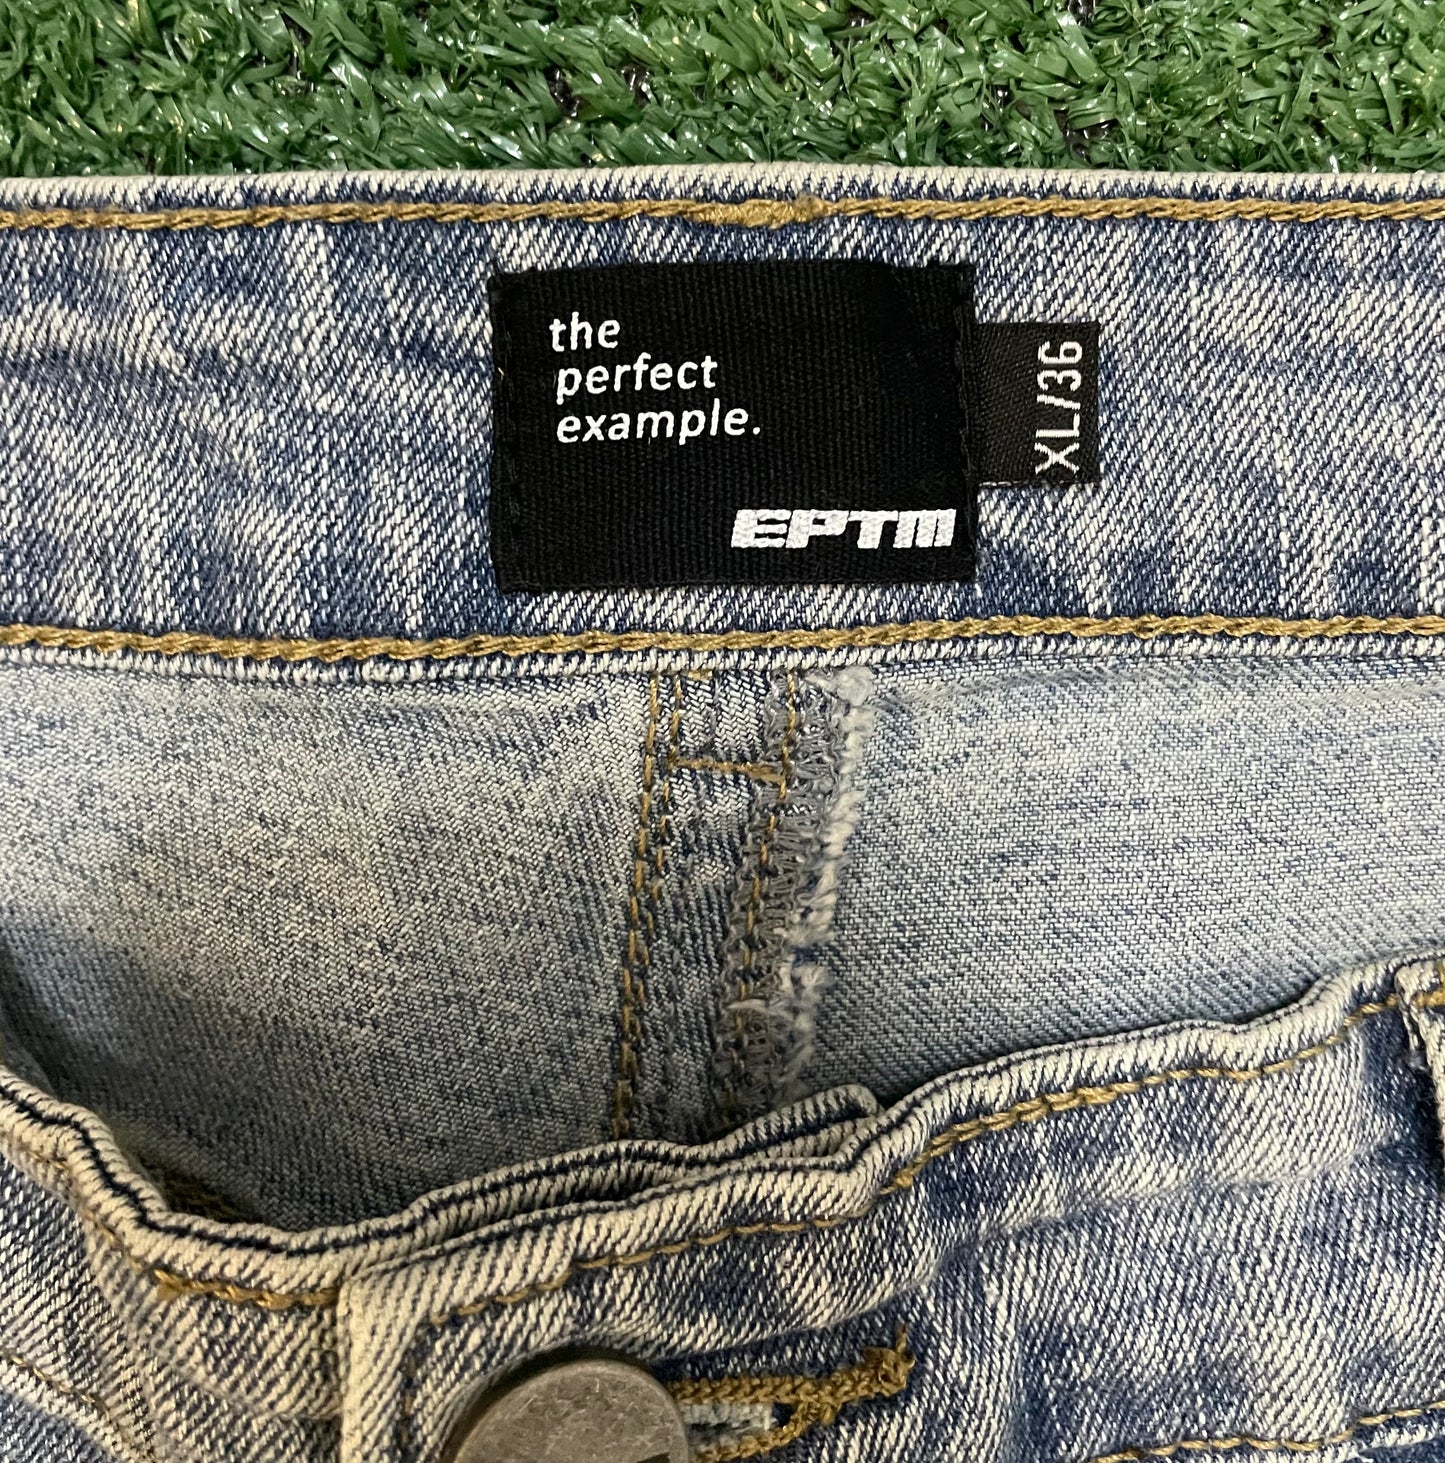 the
perfect
example.
EPTM
XL/36